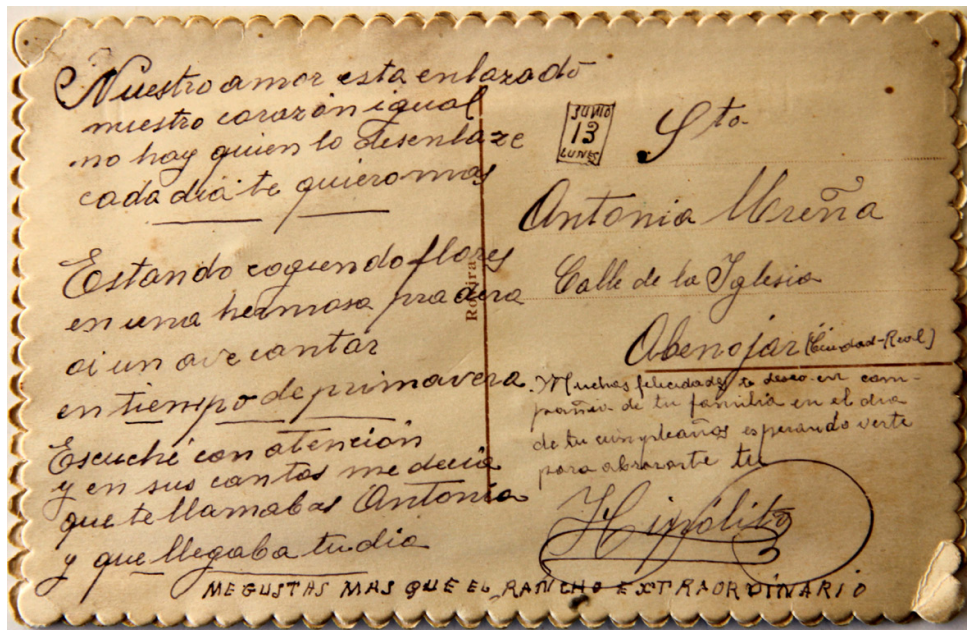 Nuestro amor esta enlazado
nuestro corazón igual
no hay quien lo desenlaze
cada dia te quiero mas
Estando cogiendo flores
en una hermosa pradera
oi un ave cantar
en tiempo de primavera
Escuché con atención
y en sus cantos me decia
que te llamabas Antonia
y que llegaba tu dia
Rovira
JUNIO
13
LUNES
Sta.
Antonia Moreña
Calle de la Iglesia
Abenojar (Ciudad-Real)
Muchas felicidades te deseo en com-
pañia de tu familia en el dia
de tu cumpleaños esperando verte
para abrazarte tu
Hipólito
ME GUSTAS MAS QUE EL RANCHO EXTRAORDINARIO